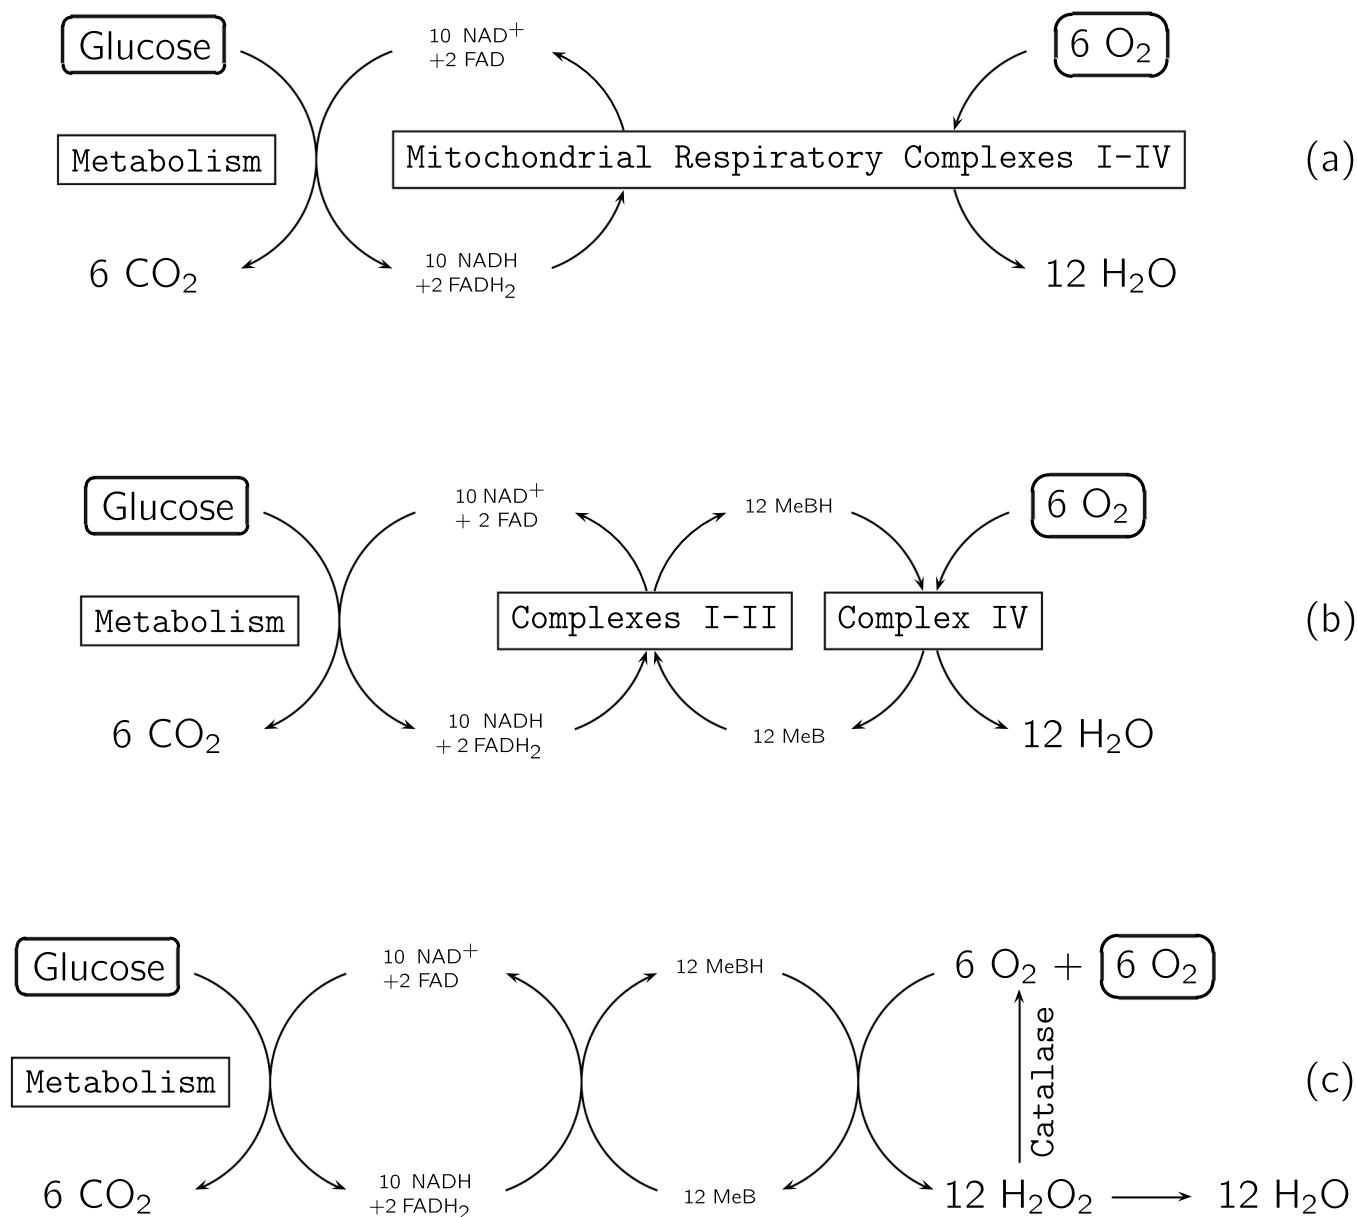 Glucose
10 NAD+
+2 FAD
6 O2
Metabolism
Mitochondrial Respiratory Complexes I-IV
(a)
6 CO2
10 NADH
+2 FADH2
12 H2O
Glucose
10 NAD+
+ 2 FAD
12 MeBH
6 O2
Metabolism
Complexes I-II
Complex IV
(b)
6 CO2
10 NADH
+ 2 FADH2
12 MeB
12 H2O
Glucose
10 NAD+
+2 FAD
12 MeBH
6 O2 + 6 O2
Metabolism
Catalase
(c)
6 CO2
10 NADH
+2 FADH2
12 MeB
12 H2O2
12 H2O